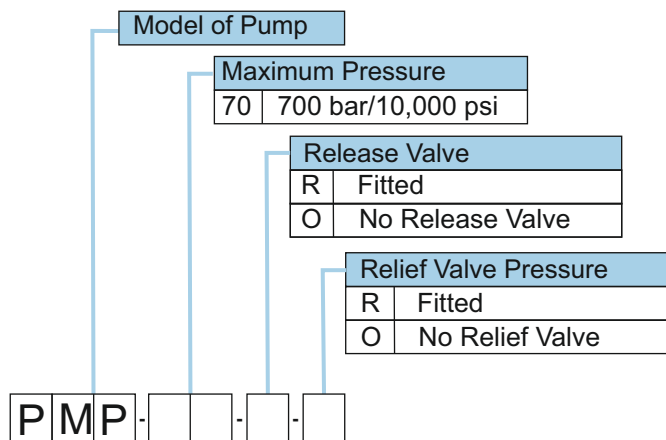 Model of Pump
Maximum Pressure
70 700 bar/10,000 psi
Release Valve
R Fitted
O No Release Valve
Relief Valve Pressure
R Fitted
O No Relief Valve
PMP- - -